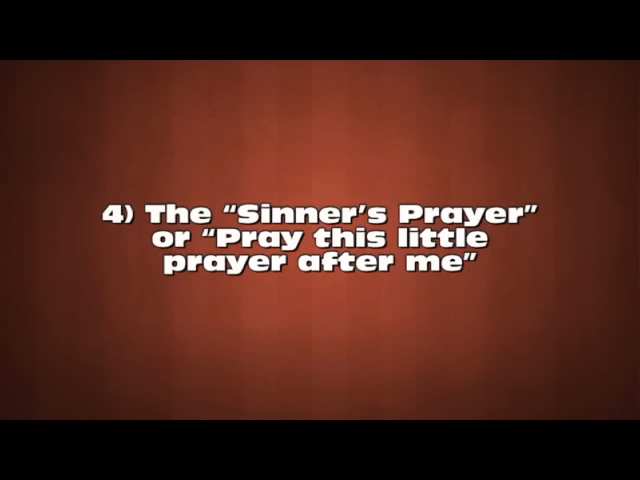 4) The “Sinner’s Prayer”
or “Pray this little
prayer after me”